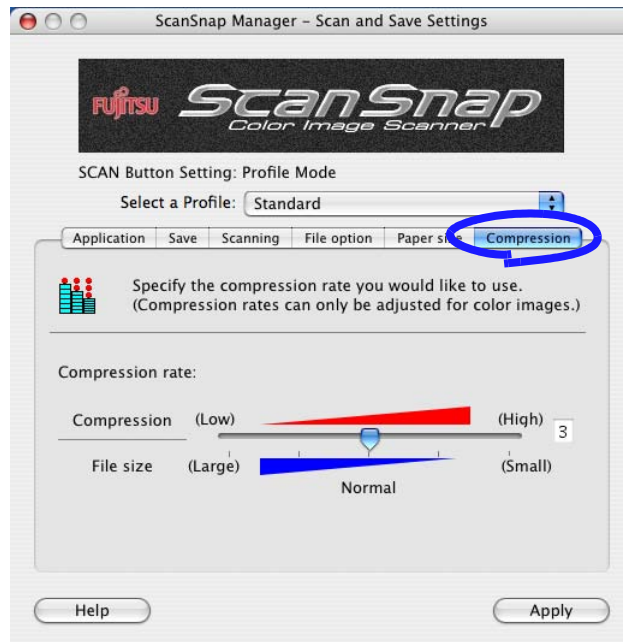 ScanSnap Manager – Scan and Save Settings
FUJITSU ScanSnap
Color Image Scanner
SCAN Button Setting: Profile Mode
Select a Profile: Standard
Application Save Scanning File option Paper size Compression
Specify the compression rate you would like to use.
(Compression rates can only be adjusted for color images.)
Compression rate:
Compression (Low) (High) 3
File size (Large) (Small)
Normal
Help Apply